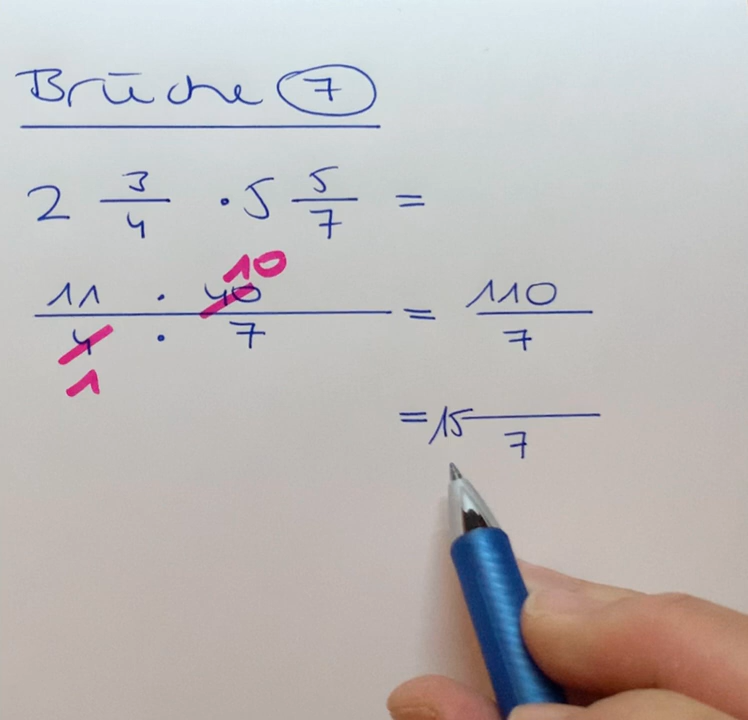 Brüche 7
2 3/4 · 5 5/7 =
10
11 · 40 / 4 · 7 = 110/7
1
= 15 /7